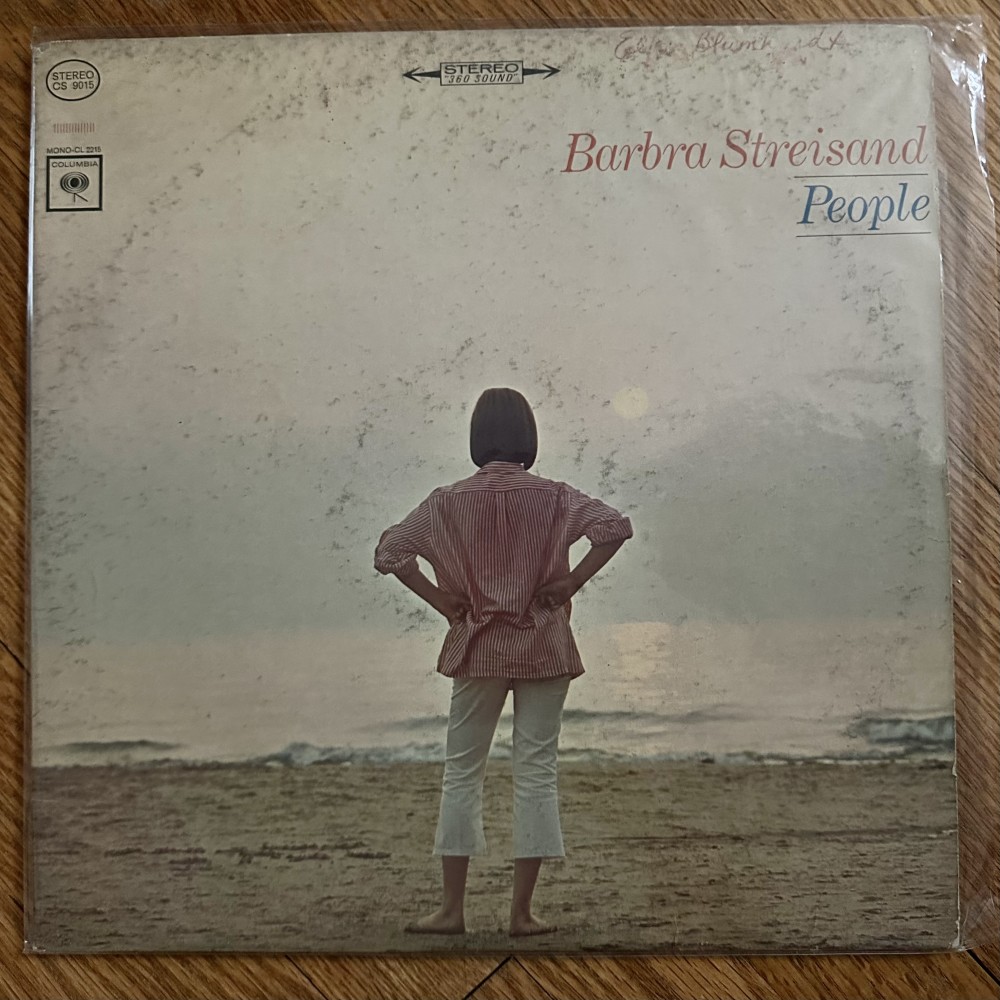 STEREO
CS 9015
MONO-CL 2215
COLUMBIA
STEREO
"360 SOUND"
Barbra Streisand
People